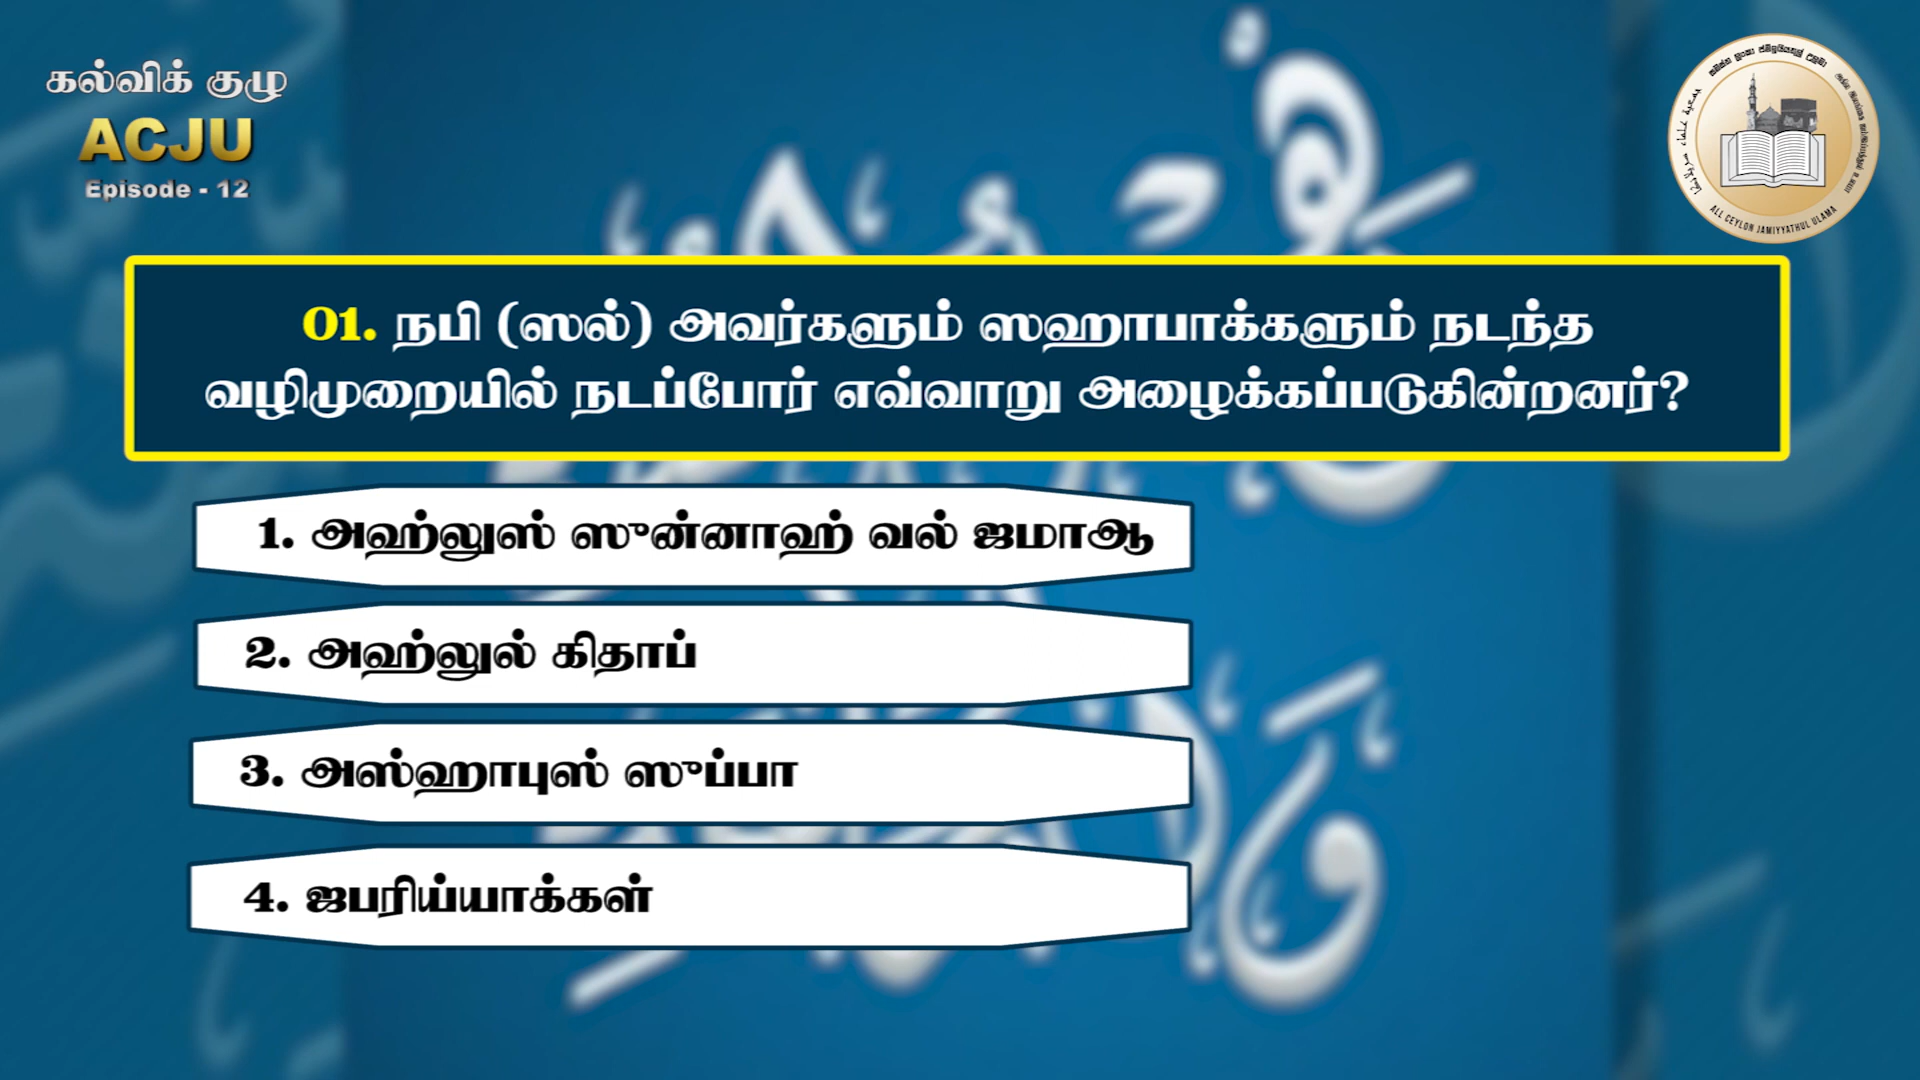 கல்விக் குழு
ACJU
Episode - 12
ALL CEYLON JAMIYYATHUL ULAMA
01. நபி (ஸல்) அவர்களும் ஸஹாபாக்களும் நடந்த
வழிமுறையில் நடப்போர் எவ்வாறு அழைக்கப்படுகின்றனர்?
1. அஹ்லுஸ் ஸுன்னாஹ் வல் ஜமாஆ
2. அஹ்லுல் கிதாப்
3. அஸ்ஹாபுஸ் ஸுப்பா
4. ஜபரிய்யாக்கள்